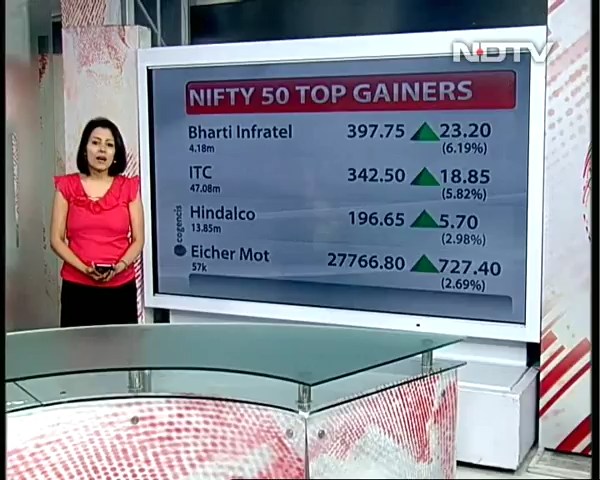 NDTV
NIFTY 50 TOP GAINERS
Bharti Infratel 397.75 23.20
4.18m (6.19%)
ITC 342.50 18.85
47.08m (5.82%)
Hindalco 196.65 5.70
13.85m (2.98%)
Eicher Mot 27766.80 727.40
57k (2.69%)
cogencis